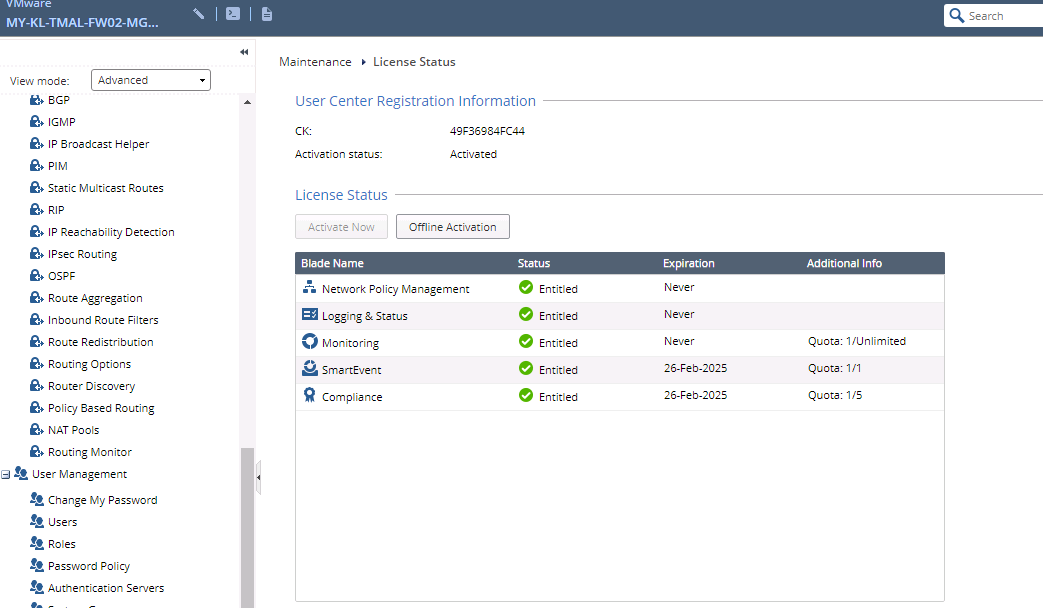 VMware
MY-KL-TMAL-FW02-MG...
Search
View mode:
Advanced
BGP
IGMP
IP Broadcast Helper
PIM
Static Multicast Routes
RIP
IP Reachability Detection
IPsec Routing
OSPF
Route Aggregation
Inbound Route Filters
Route Redistribution
Routing Options
Router Discovery
Policy Based Routing
NAT Pools
Routing Monitor
User Management
Change My Password
Users
Roles
Password Policy
Authentication Servers
Maintenance License Status
User Center Registration Information
CK: 49F36984FC44
Activation status: Activated
License Status
Activate Now Offline Activation
Blade Name Status Expiration Additional Info
Network Policy Management Entitled Never
Logging & Status Entitled Never
Monitoring Entitled Never Quota: 1/Unlimited
SmartEvent Entitled 26-Feb-2025 Quota: 1/1
Compliance Entitled 26-Feb-2025 Quota: 1/5